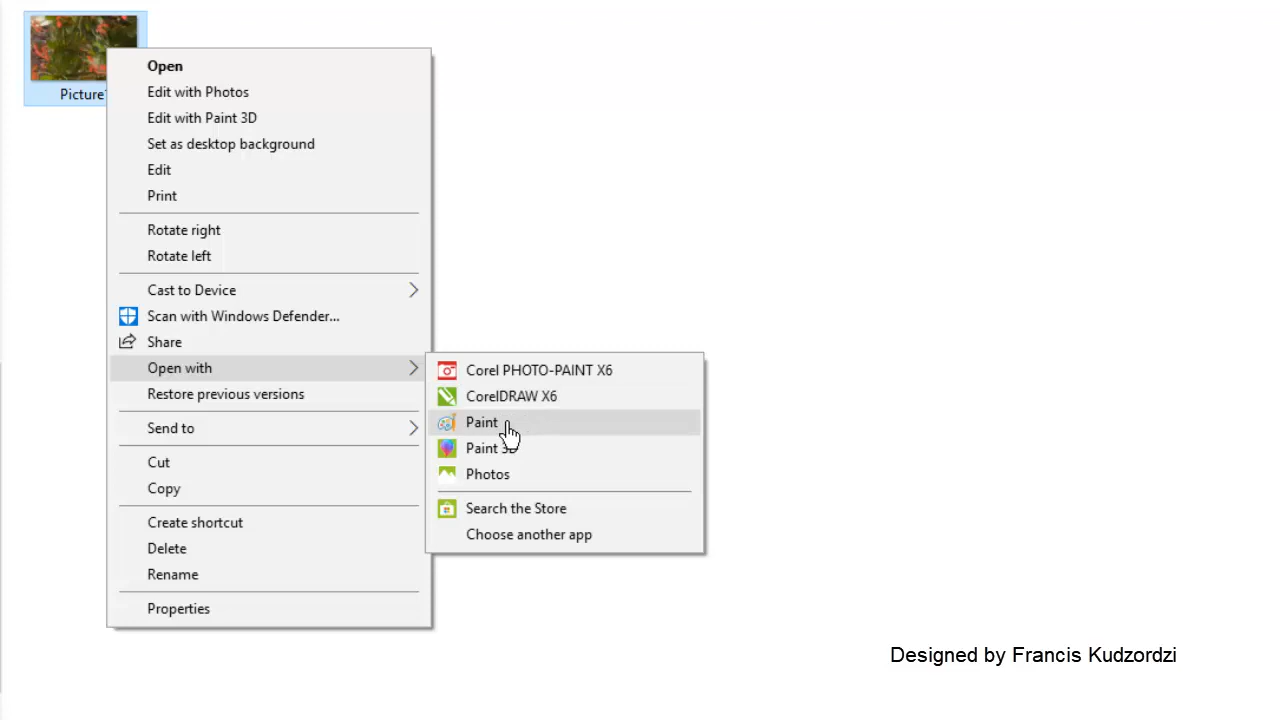 Picture1
Open
Edit with Photos
Edit with Paint 3D
Set as desktop background
Edit
Print
Rotate right
Rotate left
Cast to Device
Scan with Windows Defender...
Share
Open with
Restore previous versions
Send to
Cut
Copy
Create shortcut
Delete
Rename
Properties
Corel PHOTO-PAINT X6
CorelDRAW X6
Paint
Paint 3D
Photos
Search the Store
Choose another app
Designed by Francis Kudzordzi